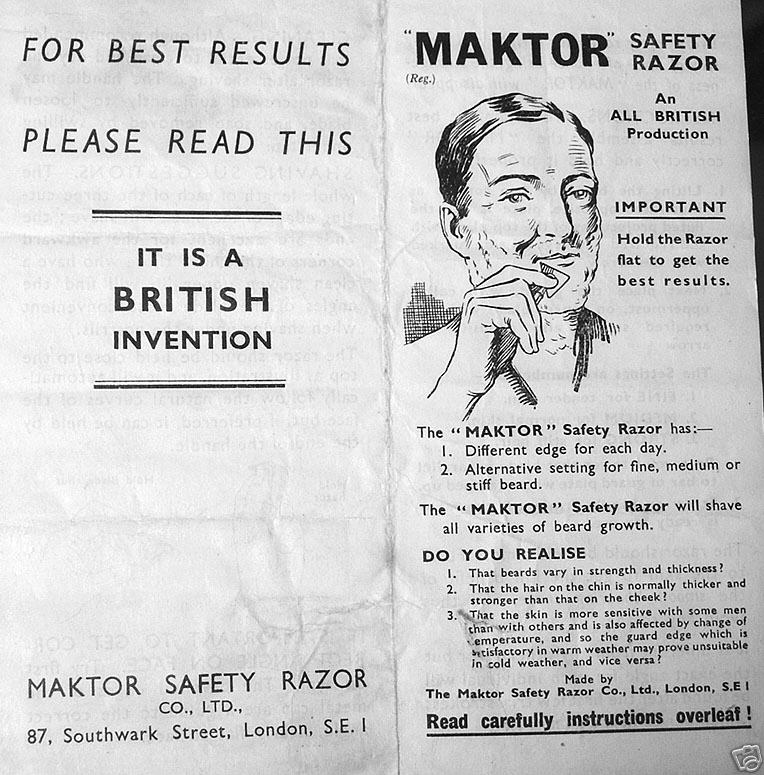 FOR BEST RESULTS
PLEASE READ THIS
IT IS A
BRITISH
INVENTION
MAKTOR SAFETY RAZOR
CO., LTD.,
87, Southwark Street, London, S.E. 1
"MAKTOR" SAFETY RAZOR
(Reg.)
An
ALL BRITISH
Production
IMPORTANT
Hold the Razor
flat to get the
best results.
The "MAKTOR" Safety Razor has:—
1. Different edge for each day.
2. Alternative setting for fine, medium or
stiff beard.
The "MAKTOR" Safety Razor will shave
all varieties of beard growth.
DO YOU REALISE
1. That beards vary in strength and thickness?
2. That the hair on the chin is normally thicker and
stronger than that on the cheek?
3. That the skin is more sensitive with some men
than with others and is also affected by change of
temperature, and so the guard edge which is
satisfactory in warm weather may prove unsuitable
in cold weather, and vice versa?
Made by
The Maktor Safety Razor Co., Ltd., London, S.E 1
Read carefully instructions overleaf!